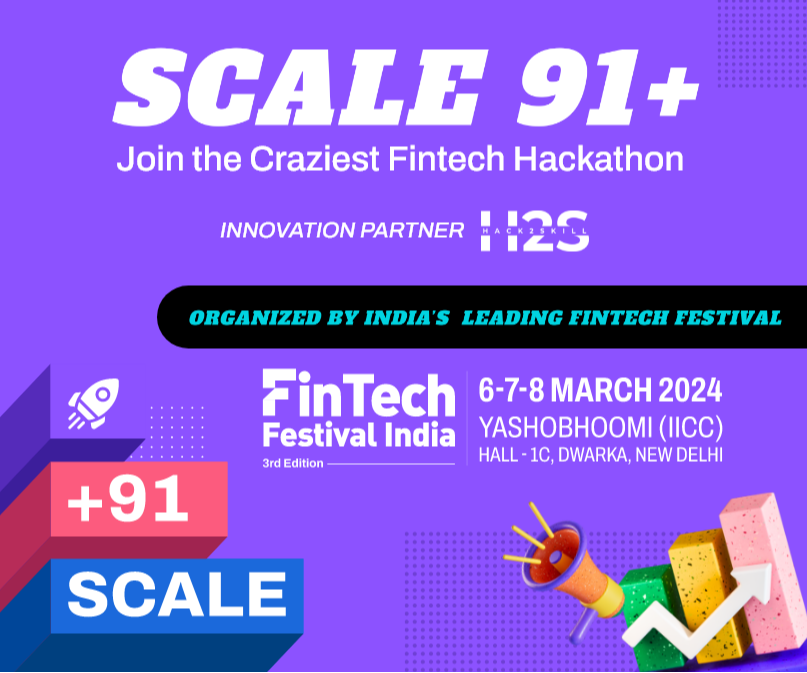 SCALE 91+
Join the Craziest Fintech Hackathon
INNOVATION PARTNER H2S
HACK2SKILL
ORGANIZED BY INDIA'S LEADING FINTECH FESTIVAL
FinTech
Festival India
3rd Edition
6-7-8 MARCH 2024
YASHOBHOOMI (IICC)
HALL - 1C, DWARKA, NEW DELHI
+91
SCALE